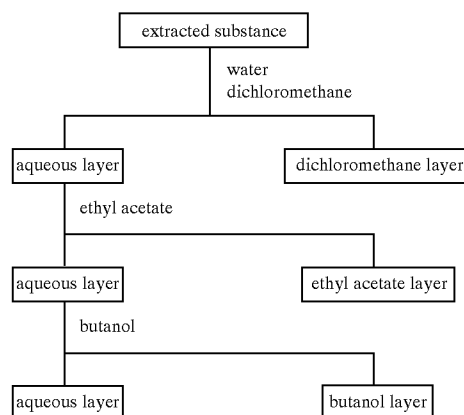 extracted substance
water
dichloromethane
aqueous layer
dichloromethane layer
ethyl acetate
aqueous layer
ethyl acetate layer
butanol
aqueous layer
butanol layer